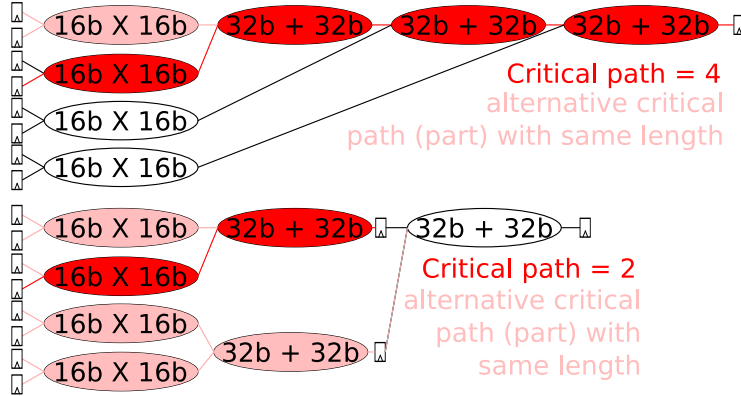 16b X 16b 32b + 32b 32b + 32b 32b + 32b
16b X 16b
16b X 16b
16b X 16b
Critical path = 4
alternative critical
path (part) with same length
16b X 16b 32b + 32b 32b + 32b
16b X 16b
16b X 16b
32b + 32b
16b X 16b
Critical path = 2
alternative critical
path (part) with
same length